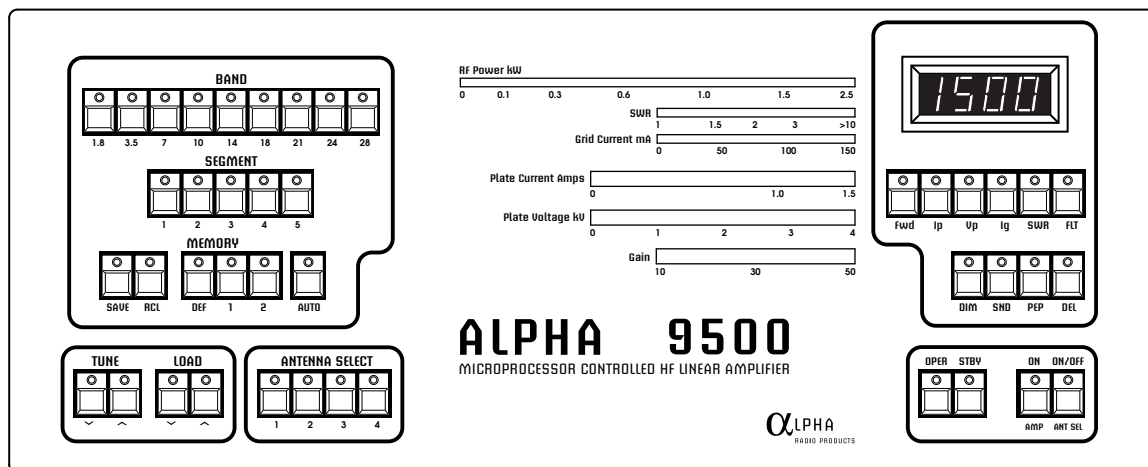 BAND
1.8 3.5 7 10 14 18 21 24 28
SEGMENT
1 2 3 4 5
MEMORY
SAVE RCL DEF 1 2 AUTO
TUNE LOAD
ANTENNA SELECT
1 2 3 4
RF Power kW
0 0.1 0.3 0.6 1.0 1.5 2.5
SWR
1 1.5 2 3 >10
Grid Current mA
0 50 100 150
Plate Current Amps
0 1.0 1.5
Plate Voltage kV
0 1 2 3 4
Gain
10 30 50
ALPHA 9500
MICROPROCESSOR CONTROLLED HF LINEAR AMPLIFIER
αLPHA
RADIO PRODUCTS
1500
Fwd Ip Vp Ig SWR FLT
DIM SND PEP DEL
OPER STBY ON ON/OFF
AMP ANT SEL